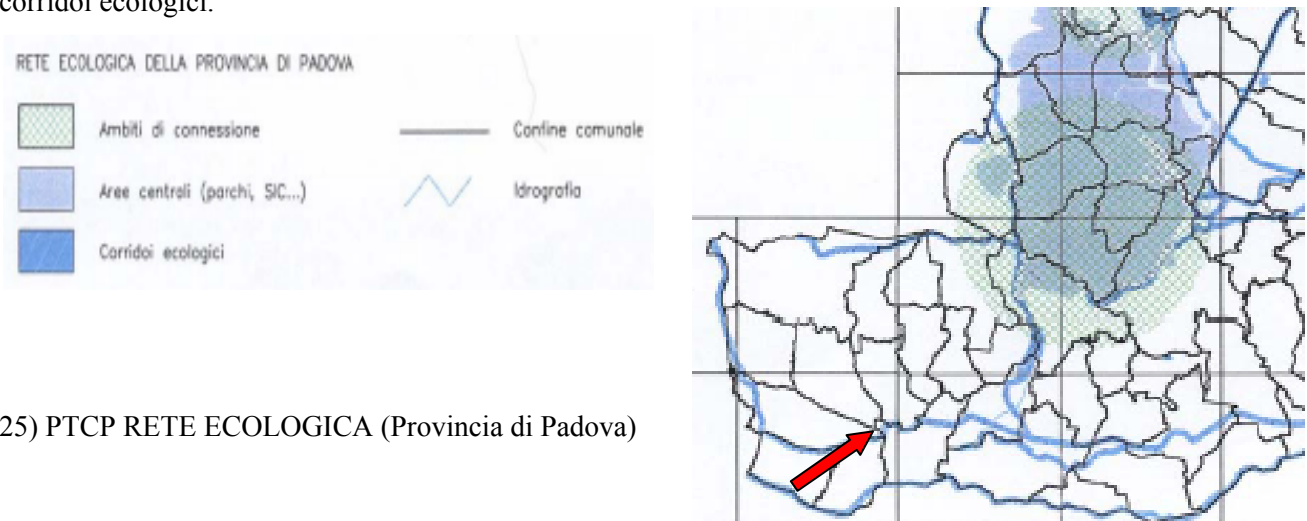 corridoi ecologici.
RETE ECOLOGICA DELLA PROVINCIA DI PADOVA
Ambiti di connessione
Confine comunale
Aree centrali (parchi, SIC...)
Idrografia
Corridoi ecologici
25) PTCP RETE ECOLOGICA (Provincia di Padova)